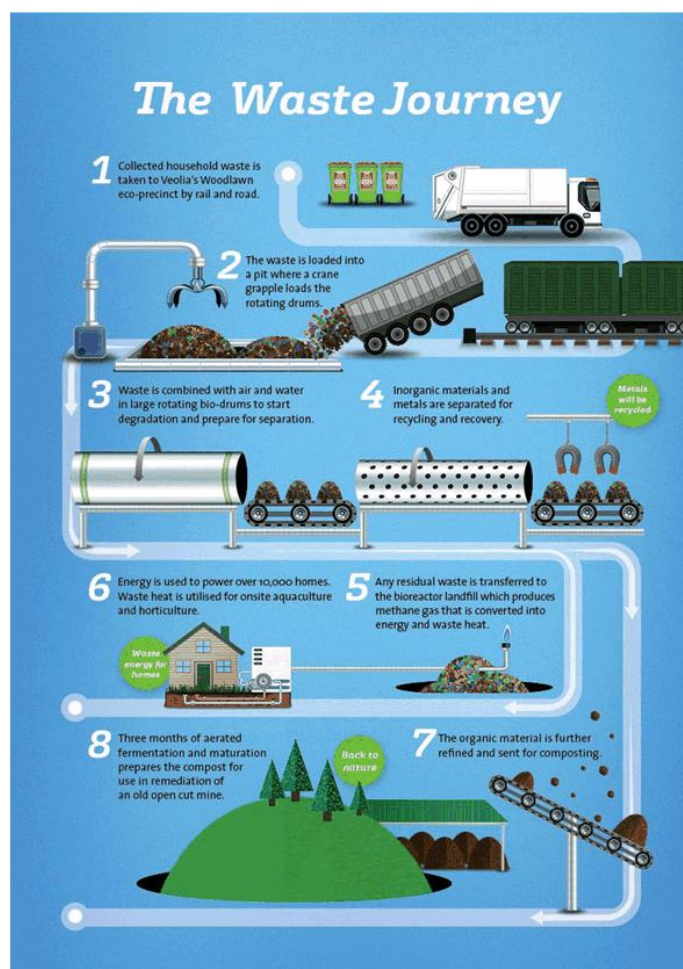 The Waste Journey
1
Collected household waste is
taken to Veolia's Woodlawn
eco-precinct by rail and road.
2
The waste is loaded into
a pit where a crane
grapple loads the
rotating drums.
3
Waste is combined with air and water
in large rotating bio-drums to start
degradation and prepare for separation.
4
Inorganic materials and
metals are separated for
recycling and recovery.
Metals
will be
recycled
6
Energy is used to power over 10,000 homes.
Waste heat is utilised for onsite aquaculture
and horticulture.
Waste
energy for
homes
5
Any residual waste is transferred to
the bioreactor landfill which produces
methane gas that is converted into
energy and waste heat.
8
Three months of aerated
fermentation and maturation
prepares the compost for
use in remediation of
an old open cut mine.
Back to
nature
7
The organic material is further
refined and sent for composting.